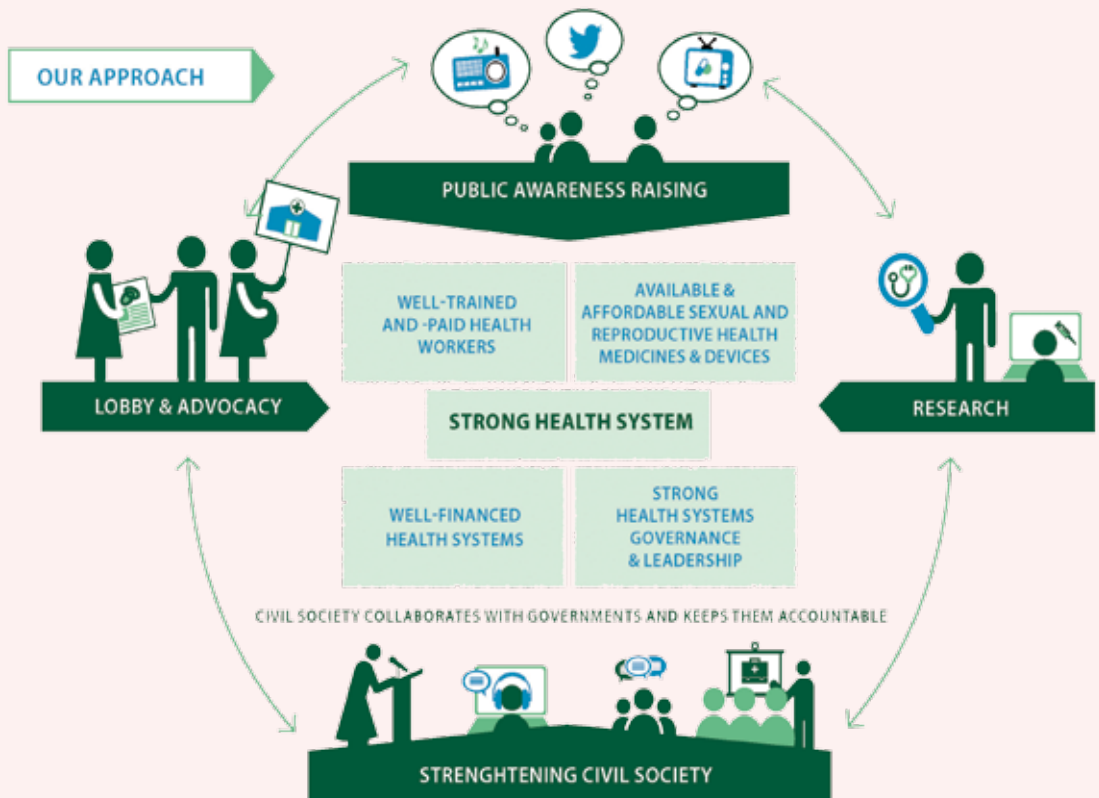 OUR APPROACH
PUBLIC AWARENESS RAISING
WELL-TRAINED
AND -PAID HEALTH
WORKERS
AVAILABLE &
AFFORDABLE SEXUAL AND
REPRODUCTIVE HEALTH
MEDICINES & DEVICES
LOBBY & ADVOCACY
STRONG HEALTH SYSTEM
RESEARCH
WELL-FINANCED
HEALTH SYSTEMS
STRONG
HEALTH SYSTEMS
GOVERNANCE
& LEADERSHIP
CIVIL SOCIETY COLLABORATES WITH GOVERNMENTS AND KEEPS THEM ACCOUNTABLE
STRENGHTENING CIVIL SOCIETY